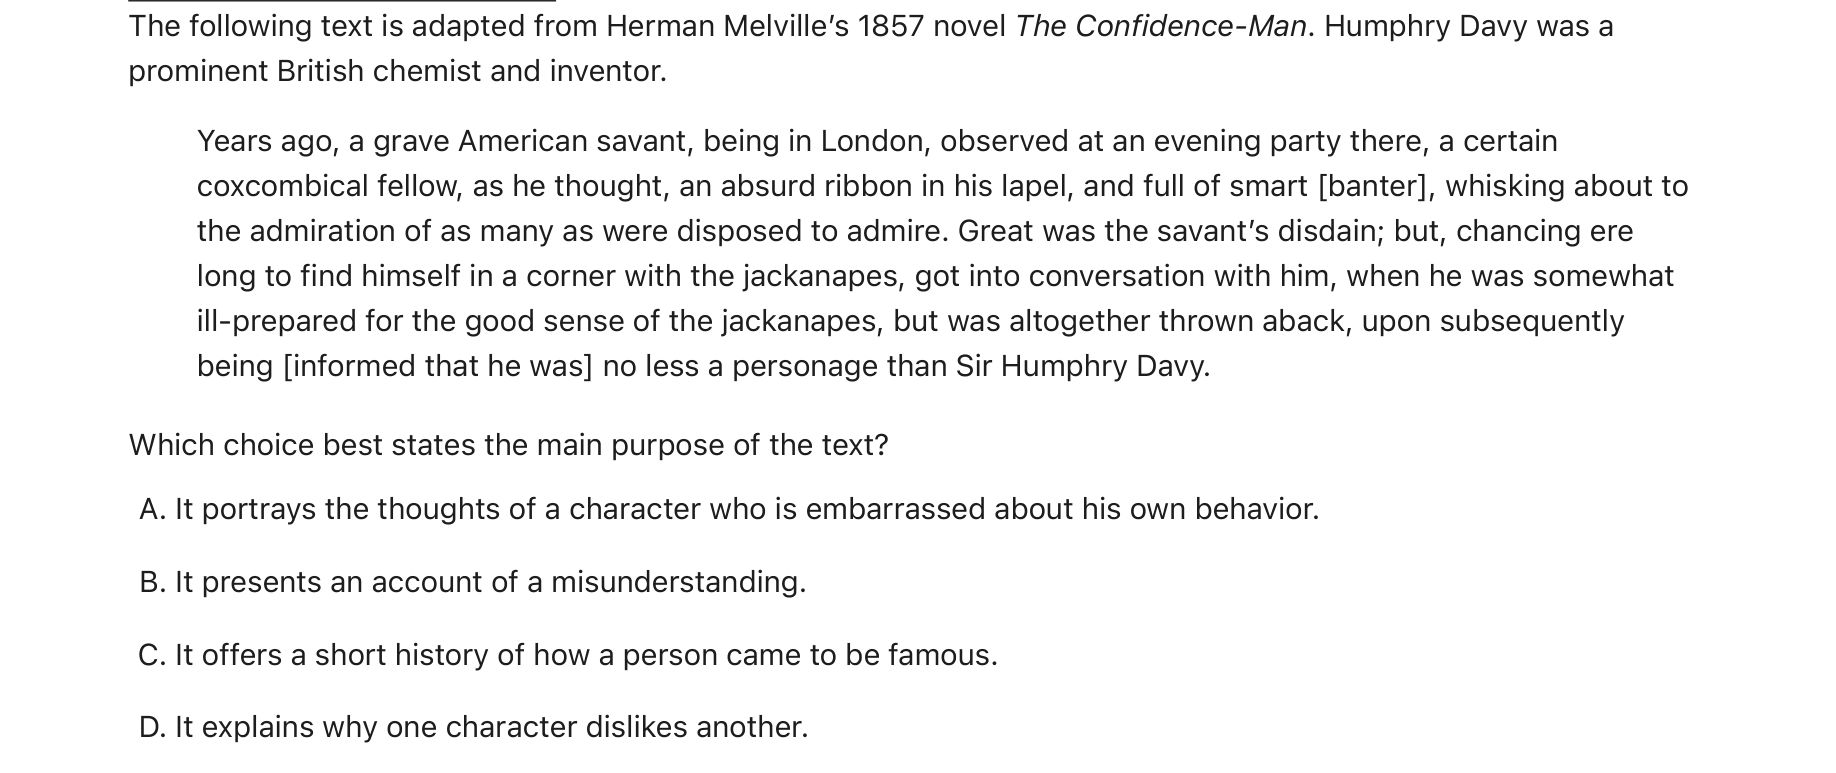 The following text is adapted from Herman Melville’s 1857 novel The Confidence-Man. Humphry Davy was a
prominent British chemist and inventor.
Years ago, a grave American savant, being in London, observed at an evening party there, a certain
coxcombical fellow, as he thought, an absurd ribbon in his lapel, and full of smart [banter], whisking about to
the admiration of as many as were disposed to admire. Great was the savant’s disdain; but, chancing ere
long to find himself in a corner with the jackanapes, got into conversation with him, when he was somewhat
ill-prepared for the good sense of the jackanapes, but was altogether thrown aback, upon subsequently
being [informed that he was] no less a personage than Sir Humphry Davy.
Which choice best states the main purpose of the text?
A. It portrays the thoughts of a character who is embarrassed about his own behavior.
B. It presents an account of a misunderstanding.
C. It offers a short history of how a person came to be famous.
D. It explains why one character dislikes another.